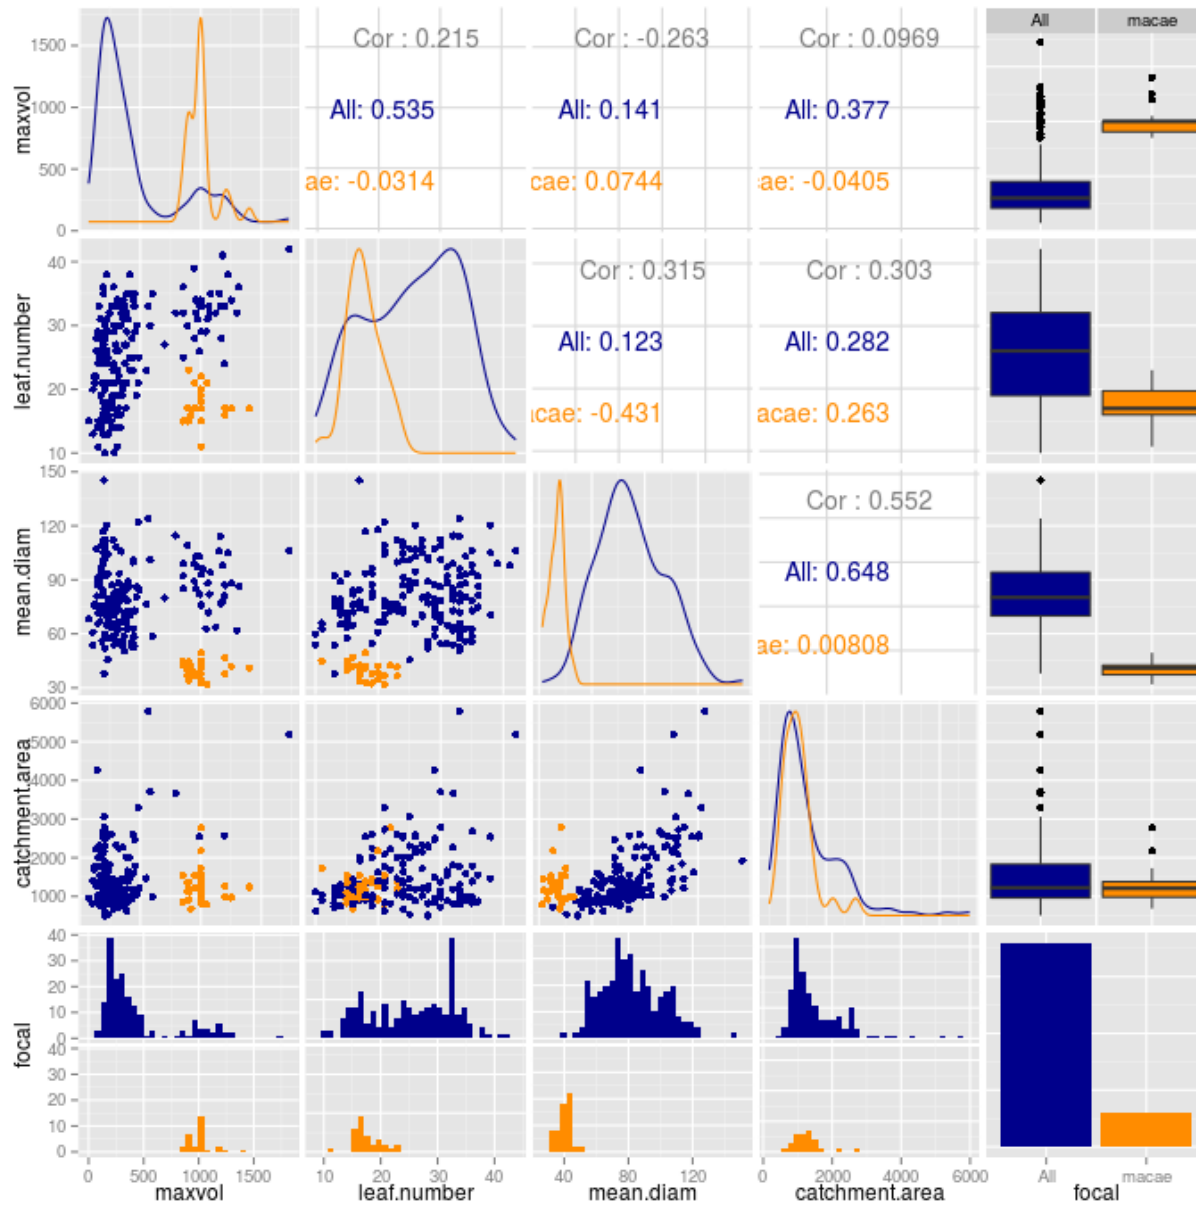 All macae
maxvol
1500
1000
500
0
Cor : 0.215
All: 0.535
ae: -0.0314
Cor : -0.263
All: 0.141
cae: 0.0744
Cor : 0.0969
All: 0.377
ae: -0.0405
leaf.number
40
30
20
10
Cor : 0.315
All: 0.123
acae: -0.431
Cor : 0.303
All: 0.282
acae: 0.263
mean.diam
150
120
90
60
30
Cor : 0.552
All: 0.648
ae: 0.00808
catchment.area
6000
5000
4000
3000
2000
1000
focal
40
30
20
10
0
40
30
20
10
0
0 500 1000 1500
maxvol
10 20 30 40
leaf.number
40 80 120
mean.diam
0 2000 4000 6000
catchment.area
All macae
focal